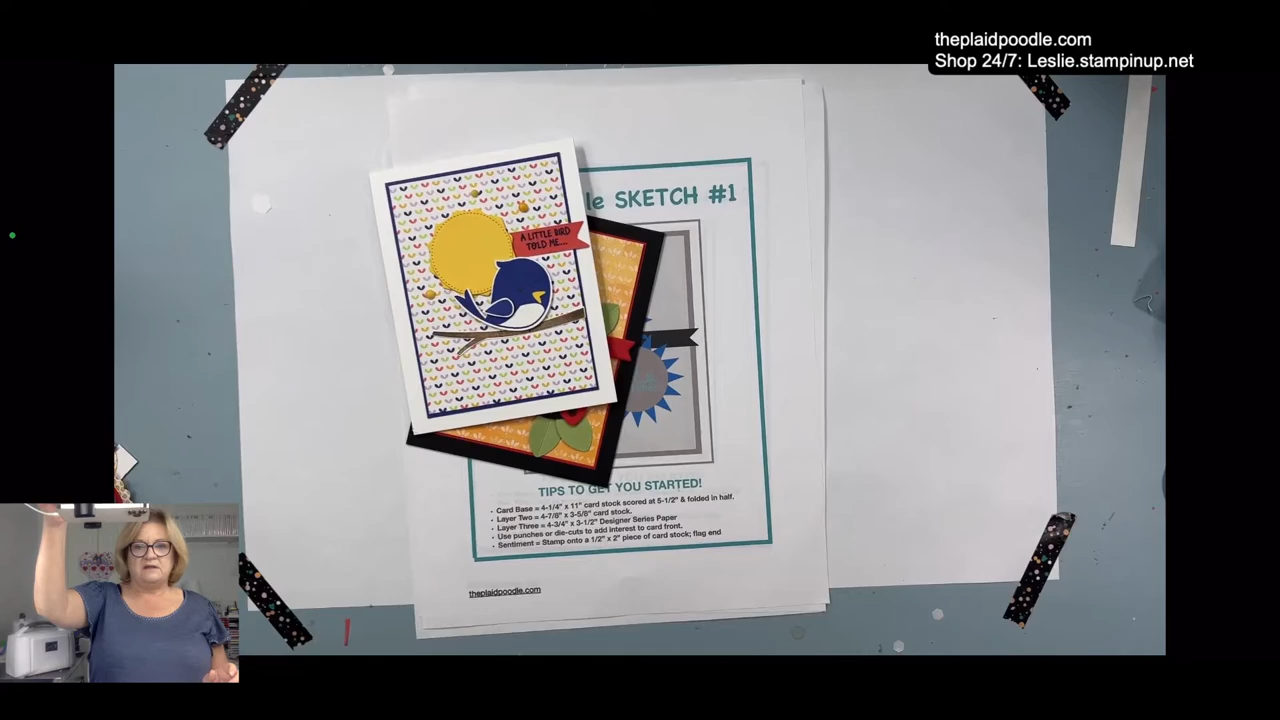 theplaidpoodle.com
Shop 24/7: Leslie.stampinup.net
le SKETCH #1
A LITTLE BIRD
TOLD ME...
TIPS TO GET YOU STARTED!
• Card Base = 4-1/4" x 11" card stock scored at 5-1/2" & folded in half.
• Layer Two = 4-7/8" x 3-5/8" card stock.
• Layer Three = 4-3/4" x 3-1/2" Designer Series Paper
• Use punches or die-cuts to add interest to card front.
• Sentiment = Stamp onto a 1/2" x 2" piece of card stock; flag end
theplaidpoodle.com